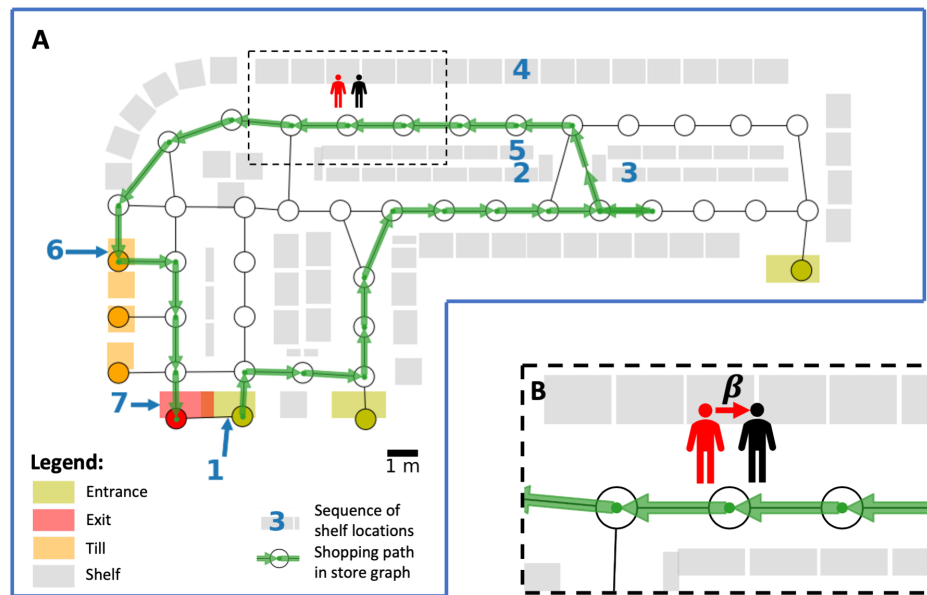 A
4
5
2 3
6
7
1
1 m
Legend:
Entrance
Exit
Till
Shelf
3 Sequence of
shelf locations
Shopping path
in store graph
B
β